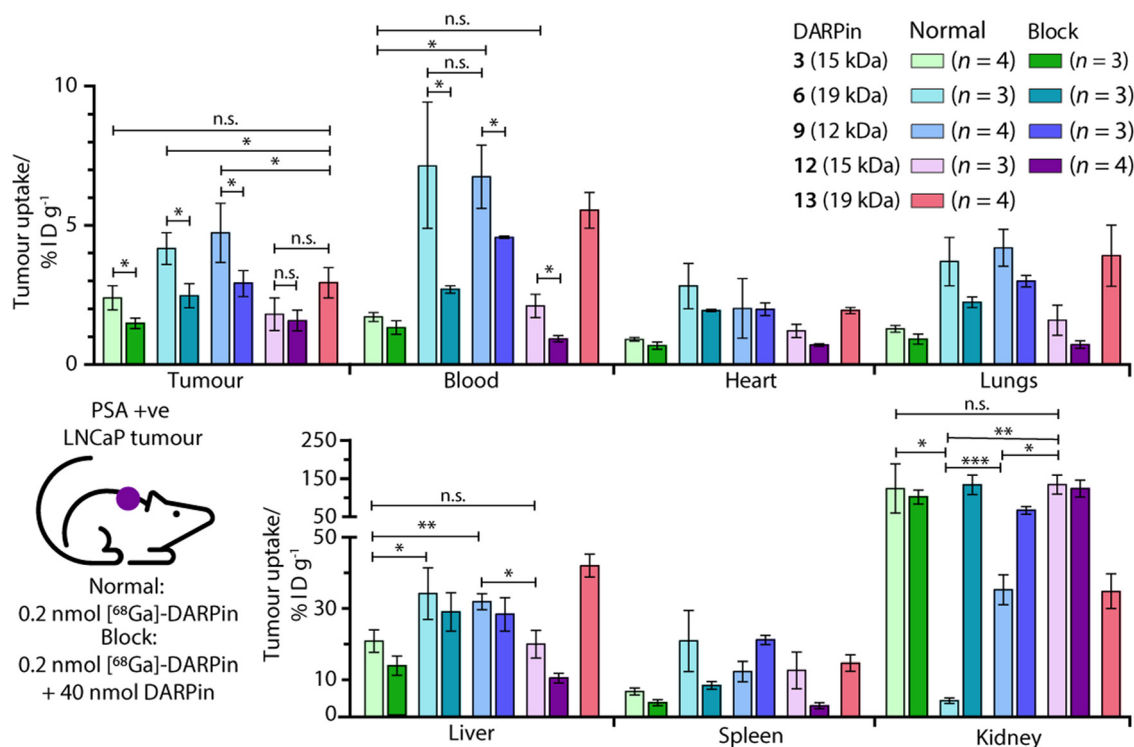 DARPin Normal Block
3 (15 kDa) (n = 4) (n = 3)
6 (19 kDa) (n = 3) (n = 3)
9 (12 kDa) (n = 4) (n = 3)
12 (15 kDa) (n = 3) (n = 4)
13 (19 kDa) (n = 4)
Tumour uptake/
% I D g⁻¹
10
5
0
n.s.
*
*
*
*
*
n.s.
n.s.
Tumour
n.s.
*
n.s.
*
*
*
Blood
Heart
Lungs
PSA +ve
LNCaP tumour
Normal:
0.2 nmol [⁶⁸Ga]-DARPin
Block:
0.2 nmol [⁶⁸Ga]-DARPin
+ 40 nmol DARPin
Tumour uptake/
% I D g⁻¹
250
150
50
50
30
10
0
n.s.
**
*
*
Liver
Spleen
n.s.
*
**
***
*
Kidney